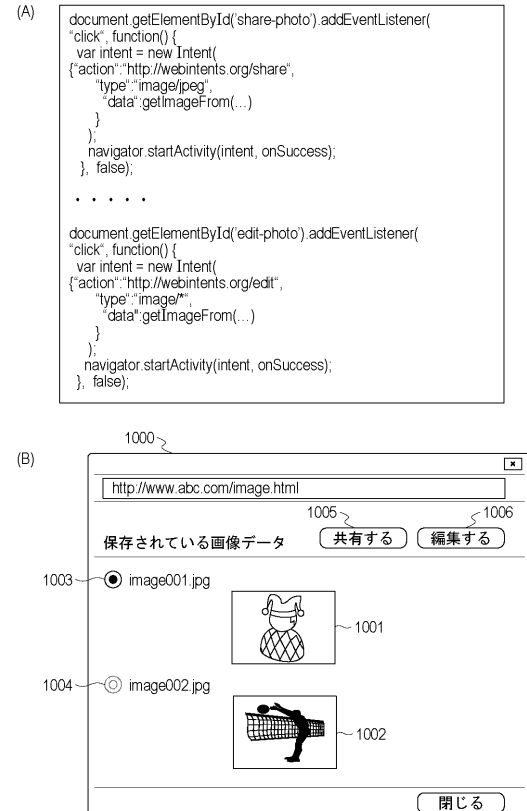 (A)
document.getElementById('share-photo').addEventListener(
“click“, function() {
var intent = new Intent(
{“action“:“http://webintents.org/share“,
“type“:“image/jpeg“,
“data“:getImageFrom(...)
}
);
navigator.startActivity(intent, onSuccess);
}, false);
・・・・・
document.getElementById('edit-photo').addEventListener(
“click“, function() {
var intent = new Intent(
{“action“:“http://webintents.org/edit“,
“type“:“image/*“,
“data“:getImageFrom(...)
}
);
navigator.startActivity(intent, onSuccess);
}, false);
(B)
1000
×
http://www.abc.com/image.html
1005 1006
保存されている画像データ 共有する 編集する
1003 image001.jpg
1001
1004 image002.jpg
1002
閉じる